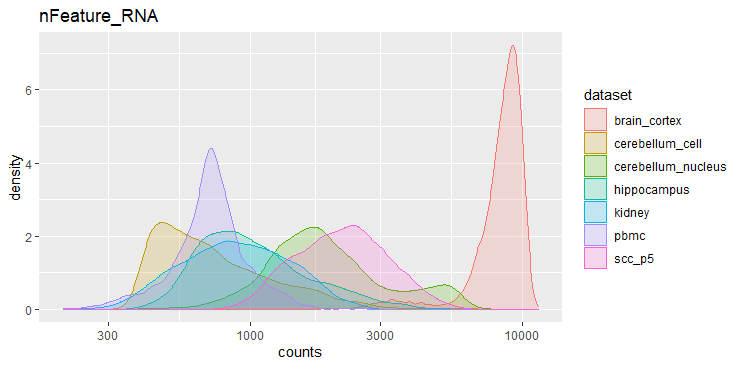 nFeature_RNA
density
6
4
2
0
300
1000
3000
10000
counts
dataset
brain_cortex
cerebellum_cell
cerebellum_nucleus
hippocampus
kidney
pbmc
scc_p5